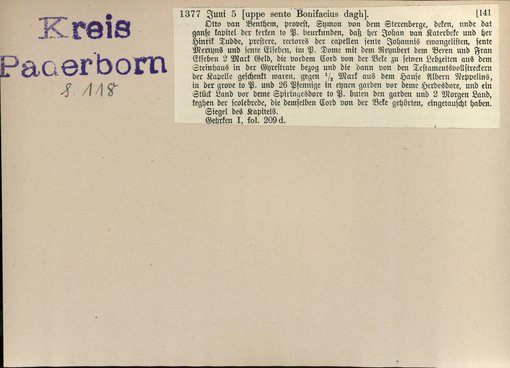 Kreis
Paderborn
S. 118
1377 Juni 5 [uppe sente Bonifacius dagh]. [141
Otto van Benthem, provest, Symon von dem Sterenberge, deken, unde dat
ganße kapitel der kerken to P. beurkunden, daß her Johan van Katerbeke und her
Hinrik Tudde, prestere, rectores der capellen sente Johannis ewangelisten, sente
Mertyns und sente Elseben, im P. Dome mit dem Reynbert dem Beren und Frau
Elseben 2 Mark Geld, die vordem Cord von der Beke zu seinen Lebzeiten aus dem
Steinhaus in der Gyrestrate bezog und die dann von den Testamentsvollstreckern
der Kapelle geschenkt waren, gegen 1/2 Mark aus dem Hause Albern Neppelins,
in der grove to P. und 26 Pfennige in eynen garden vor deme Herdesdore, und ein
Stück Land vor deme Spiringesdore to P. buten den garden und 2 Morgen Land,
teghen der scolebrede, die demselben Cord von der Beke gehörten, eingetauscht haben.
Siegel des Kapitels.
Gehrken I, fol. 209 d.